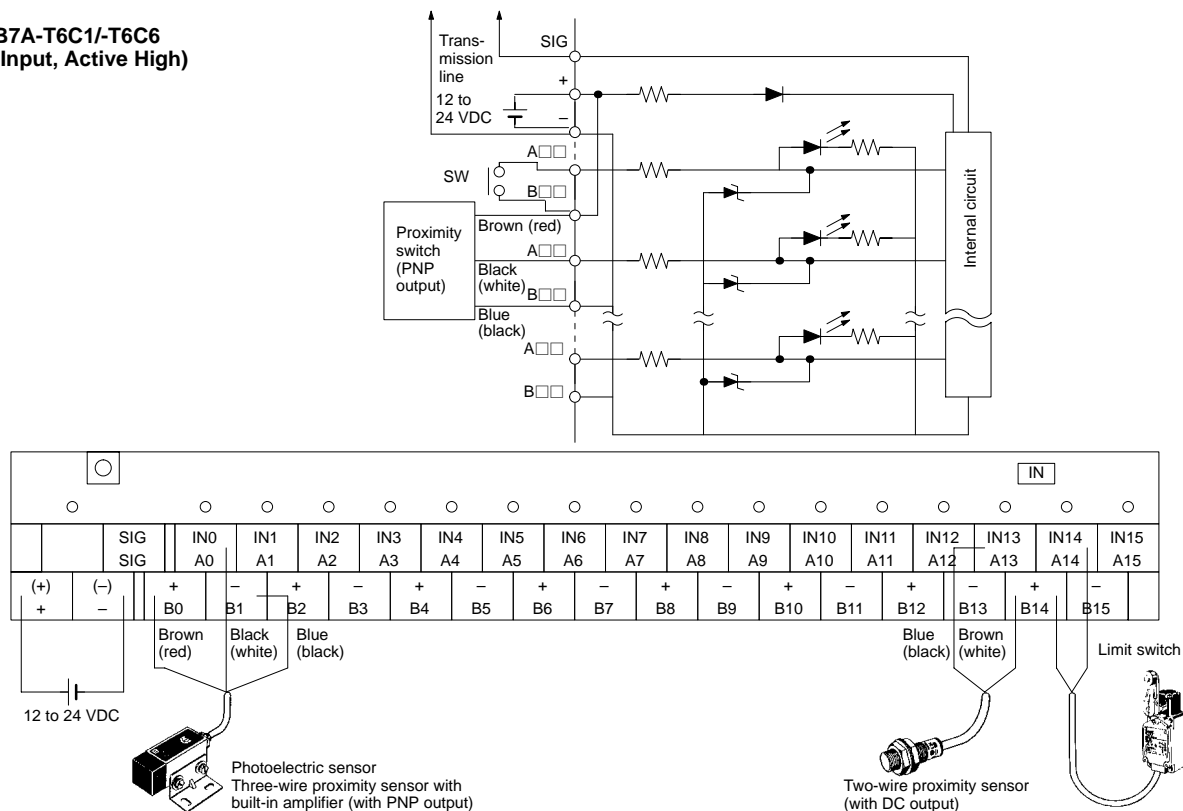 B7A-T6C1/-T6C6
(Input, Active High)
Trans-
mission
line
SIG
+
12 to
24 VDC
–
A□□
SW
B□□
Brown (red)
Proximity
switch
(PNP
output)
A□□
Black
(white)
B□□
Blue
(black)
A□□
B□□
Internal circuit
IN
SIG IN0 IN1 IN2 IN3 IN4 IN5 IN6 IN7 IN8 IN9 IN10 IN11 IN12 IN13 IN14 IN15
SIG A0 A1 A2 A3 A4 A5 A6 A7 A8 A9 A10 A11 A12 A13 A14 A15
(+) (–) + – + – + – + – + – + – + – + –
+ – B0 B1 B2 B3 B4 B5 B6 B7 B8 B9 B10 B11 B12 B13 B14 B15
Brown
(red)
Black
(white)
Blue
(black)
Blue
(black)
Brown
(white)
Limit switch
12 to 24 VDC
Photoelectric sensor
Three-wire proximity sensor with
built-in amplifier (with PNP output)
Two-wire proximity sensor
(with DC output)